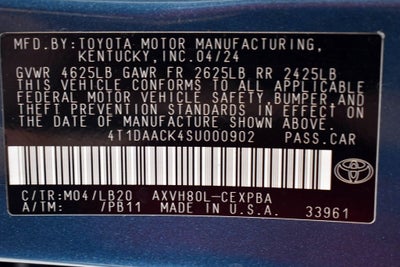 MFD.BY:TOYOTA MOTOR MANUFACTURING,
KENTUCKY,INC.04/24
GVWR 4625LB GAWR FR 2625LB RR 2425LB
THIS VEHICLE CONFORMS TO ALL APPLICABLE
FEDERAL MOTOR VEHICLE SAFETY, BUMPER,AND
THEFT PREVENTION STANDARDS IN EFFECT ON
THE DATE OF MANUFACTURE SHOWN ABOVE.
4T1DAACK4SU000902 PASS.CAR
TOYOTA
C/TR:M04/LB20 AXVH80L-CEXPBA
A/TM: /PB11 MADE IN U.S.A. 33961